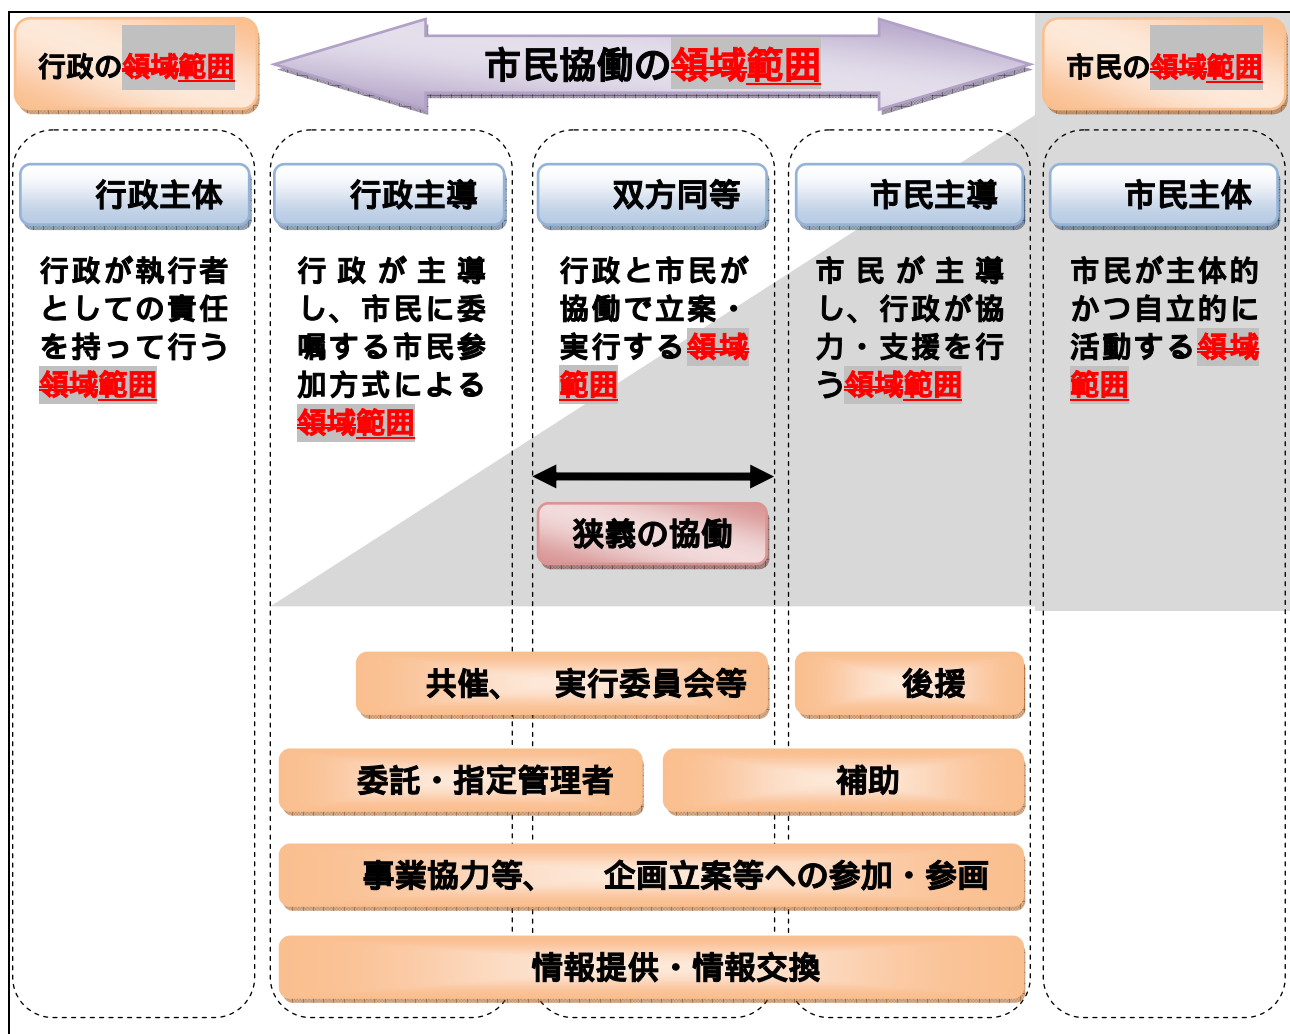 行政の領域範囲
市民協働の領域範囲
市民の領域範囲
行政主体
行政が執行者
としての責任
を持って行う
領域範囲
行政主導
行政が主導
し、市民に委
嘱する市民参
加方式による
領域範囲
双方同等
行政と市民が
協働で立案・
実行する領域
範囲
市民主導
市民が主導
し、行政が協
力・支援を行
う領域範囲
市民主体
市民が主体的
かつ自立的に
活動する領域
範囲
狭義の協働
共催、　実行委員会等
後援
委託・指定管理者
補助
事業協力等、　企画立案等への参加・参画
情報提供・情報交換